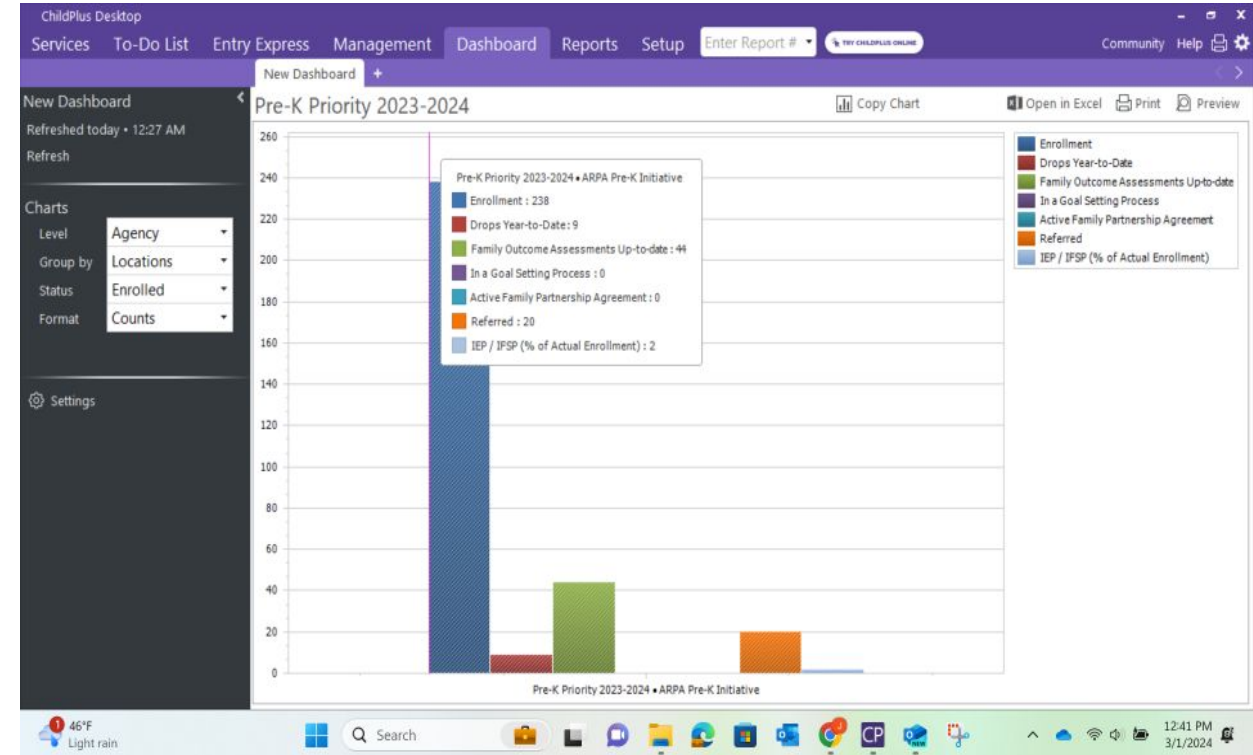 ChildPlus Desktop
Services To-Do List Entry Express Management Dashboard Reports Setup Enter Report # TRY CHILDPLUS ONLINE Community Help
New Dashboard +
New Dashboard
Refreshed today • 12:27 AM
Refresh
Charts
Level Agency
Group by Locations
Status Enrolled
Format Counts
Settings
Pre-K Priority 2023-2024
Copy Chart Open in Excel Print Preview
260
240
220
200
180
160
140
120
100
80
60
40
20
0
Pre-K Priority 2023-2024 • ARPA Pre-K Initiative
Enrollment : 238
Drops Year-to-Date : 9
Family Outcome Assessments Up-to-date : 44
In a Goal Setting Process : 0
Active Family Partnership Agreement : 0
Referred : 20
IEP / IFSP (% of Actual Enrollment) : 2
Pre-K Priority 2023-2024 • ARPA Pre-K Initiative
Enrollment
Drops Year-to-Date
Family Outcome Assessments Up-to-date
In a Goal Setting Process
Active Family Partnership Agreement
Referred
IEP / IFSP (% of Actual Enrollment)
1
46°F
Light rain
Search
CP
NEW
12:41 PM
3/1/2024